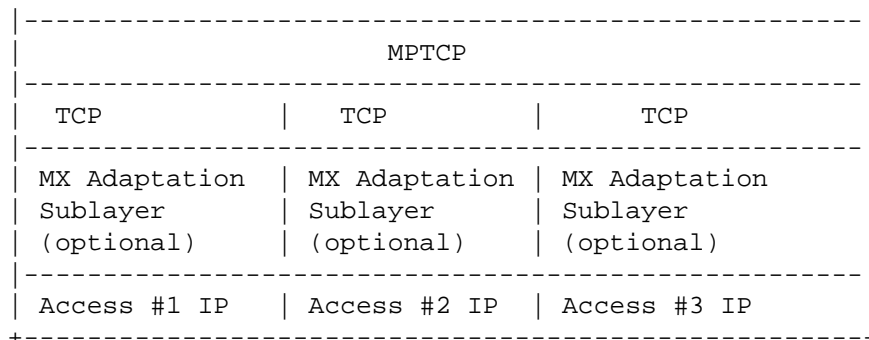 |-----------------------------------------------------
|                       MPTCP
|-----------------------------------------------------
|  TCP           |   TCP          |      TCP
|-----------------------------------------------------
| MX Adaptation  | MX Adaptation | MX Adaptation
| Sublayer       | Sublayer      | Sublayer
| (optional)     | (optional)    | (optional)
|-----------------------------------------------------
| Access #1 IP   | Access #2 IP  | Access #3 IP
+-----------------------------------------------------